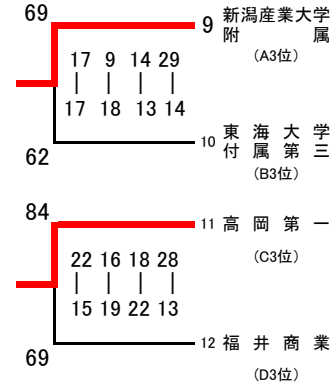 69
9 新潟産業大学
附属
(A3位)
17 9 14 29
| | | |
17 18 13 14
10 東海大学
付属第三
(B3位)
62
84
11 高岡第一
(C3位)
22 16 18 28
| | | |
15 19 22 13
12 福井商業
(D3位)
69